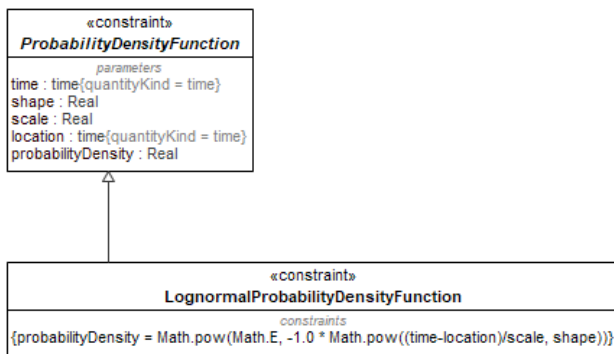 «constraint»
ProbabilityDensityFunction
parameters
time : time{quantityKind = time}
shape : Real
scale : Real
location : time{quantityKind = time}
probabilityDensity : Real
«constraint»
LognormalProbabilityDensityFunction
constraints
{probabilityDensity = Math.pow(Math.E, -1.0 * Math.pow((time-location)/scale, shape))}